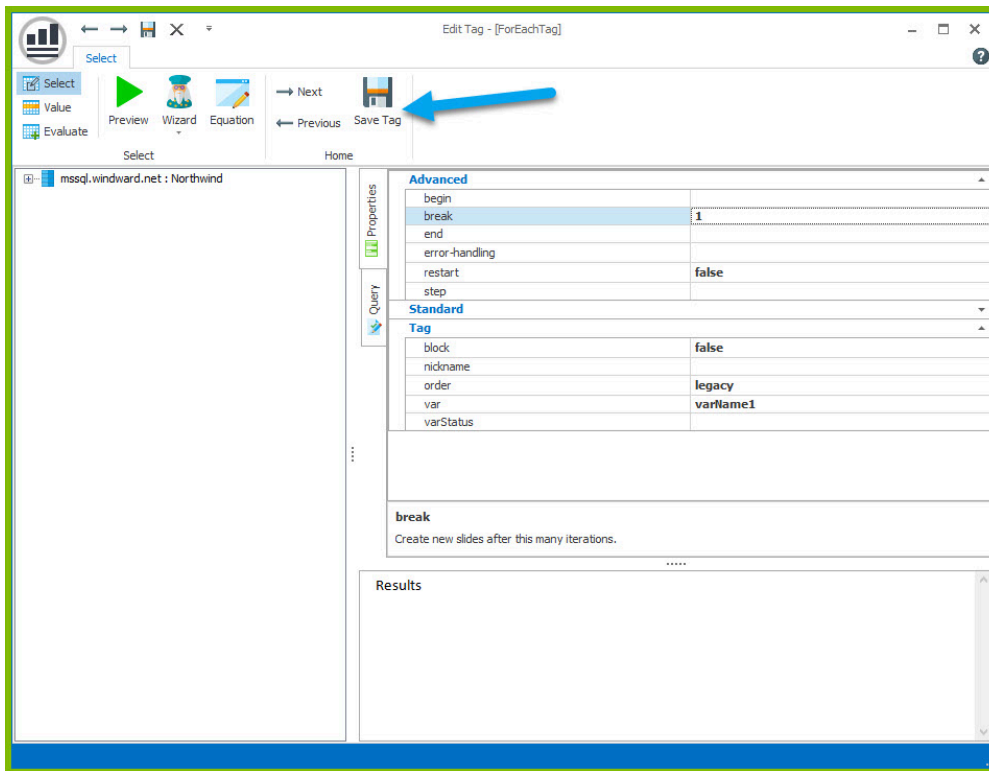 Edit Tag - [ForEachTag]
Select
Select
Value
Evaluate
Preview
Wizard
Equation
Next
Previous
Save Tag
Select
Home
mssql.windward.net : Northwind
Properties
Query
Advanced
begin
break 1
end
error-handling
restart false
step
Standard
Tag
block false
nickname
order legacy
var varName1
varStatus
break
Create new slides after this many iterations.
Results